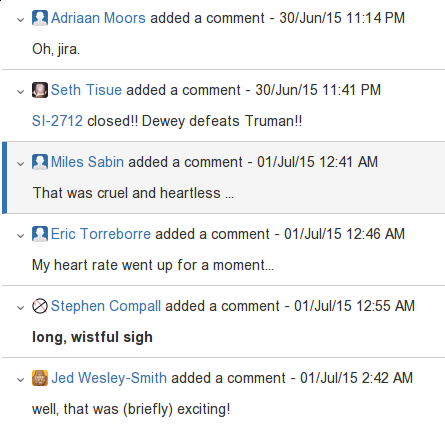 Adriaan Moors added a comment - 30/Jun/15 11:14 PM
Oh, jira.
Seth Tisue added a comment - 30/Jun/15 11:41 PM
SI-2712 closed!! Dewey defeats Truman!!
Miles Sabin added a comment - 01/Jul/15 12:41 AM
That was cruel and heartless ...
Eric Torreborre added a comment - 01/Jul/15 12:46 AM
My heart rate went up for a moment...
Stephen Compall added a comment - 01/Jul/15 12:55 AM
long, wistful sigh
Jed Wesley-Smith added a comment - 01/Jul/15 2:42 AM
well, that was (briefly) exciting!